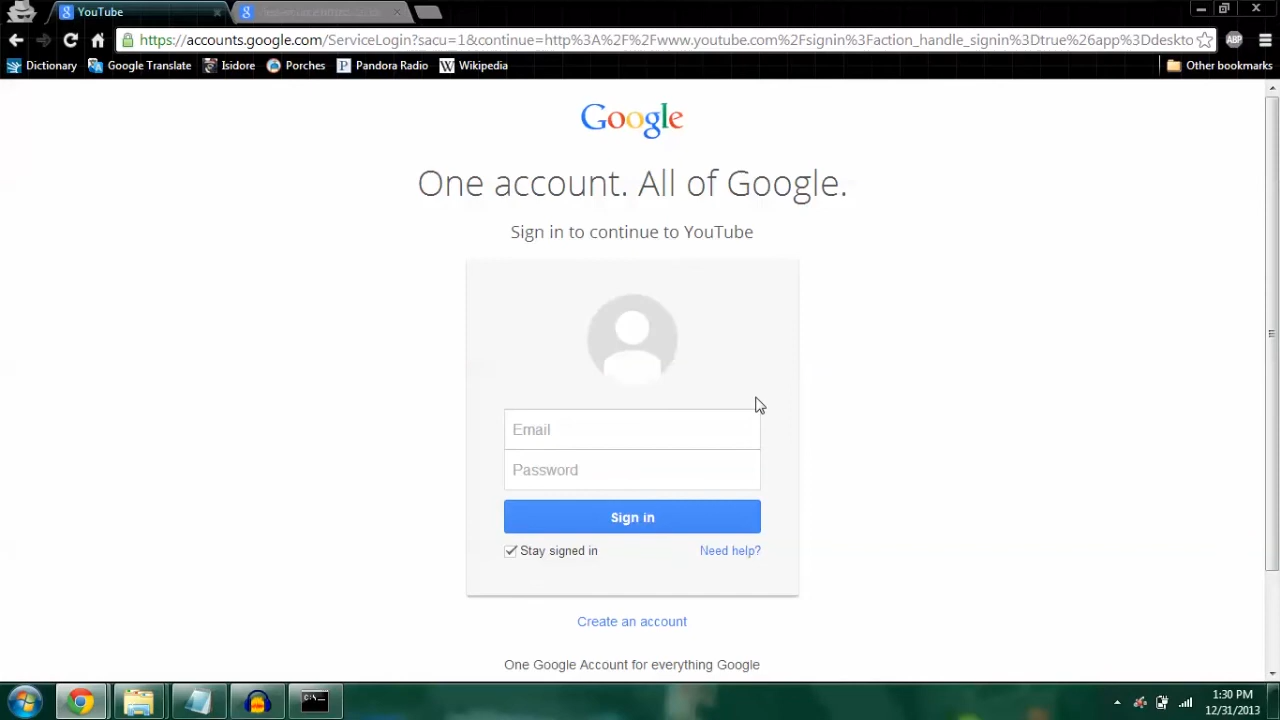 YouTube
https://accounts.google.com/ServiceLogin?sacu=1&continue=http%3A%2F%2Fwww.youtube.com%2Fsignin%3Faction_handle_signin%3Dtrue%26app%3Ddeskto
ABP
Dictionary Google Translate Isidore Porches Pandora Radio Wikipedia Other bookmarks
Google
One account. All of Google.
Sign in to continue to YouTube
Email
Password
Sign in
Stay signed in Need help?
Create an account
One Google Account for everything Google
1:30 PM
12/31/2013